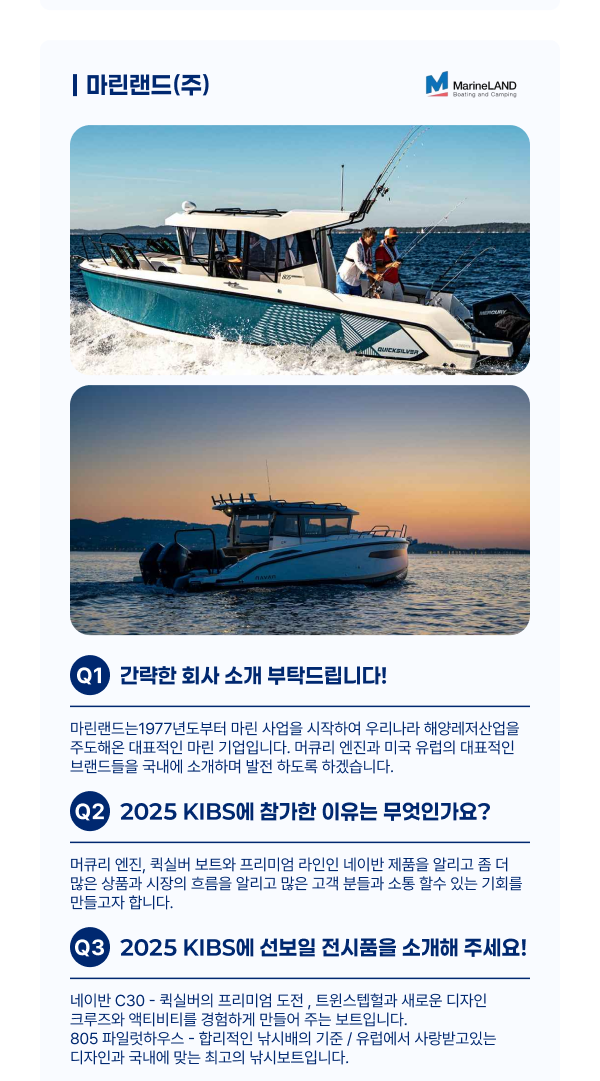 마린랜드(주)
MarineLAND
Boating and Camping
805
MERCURY
QUICKSILVER
Q1 간략한 회사 소개 부탁드립니다!
마린랜드는1977년도부터 마린 사업을 시작하여 우리나라 해양레저산업을
주도해온 대표적인 마린 기업입니다. 머큐리 엔진과 미국 유럽의 대표적인
브랜드들을 국내에 소개하며 발전 하도록 하겠습니다.
Q2 2025 KIBS에 참가한 이유는 무엇인가요?
머큐리 엔진, 퀵실버 보트와 프리미엄 라인인 네이반 제품을 알리고 좀 더
많은 상품과 시장의 흐름을 알리고 많은 고객 분들과 소통 할수 있는 기회를
만들고자 합니다.
Q3 2025 KIBS에 선보일 전시품을 소개해 주세요!
네이반 C30 - 퀵실버의 프리미엄 도전 , 트윈스텝헐과 새로운 디자인
크루즈와 액티비티를 경험하게 만들어 주는 보트입니다.
805 파일럿하우스 - 합리적인 낚시배의 기준 / 유럽에서 사랑받고있는
디자인과 국내에 맞는 최고의 낚시보트입니다.